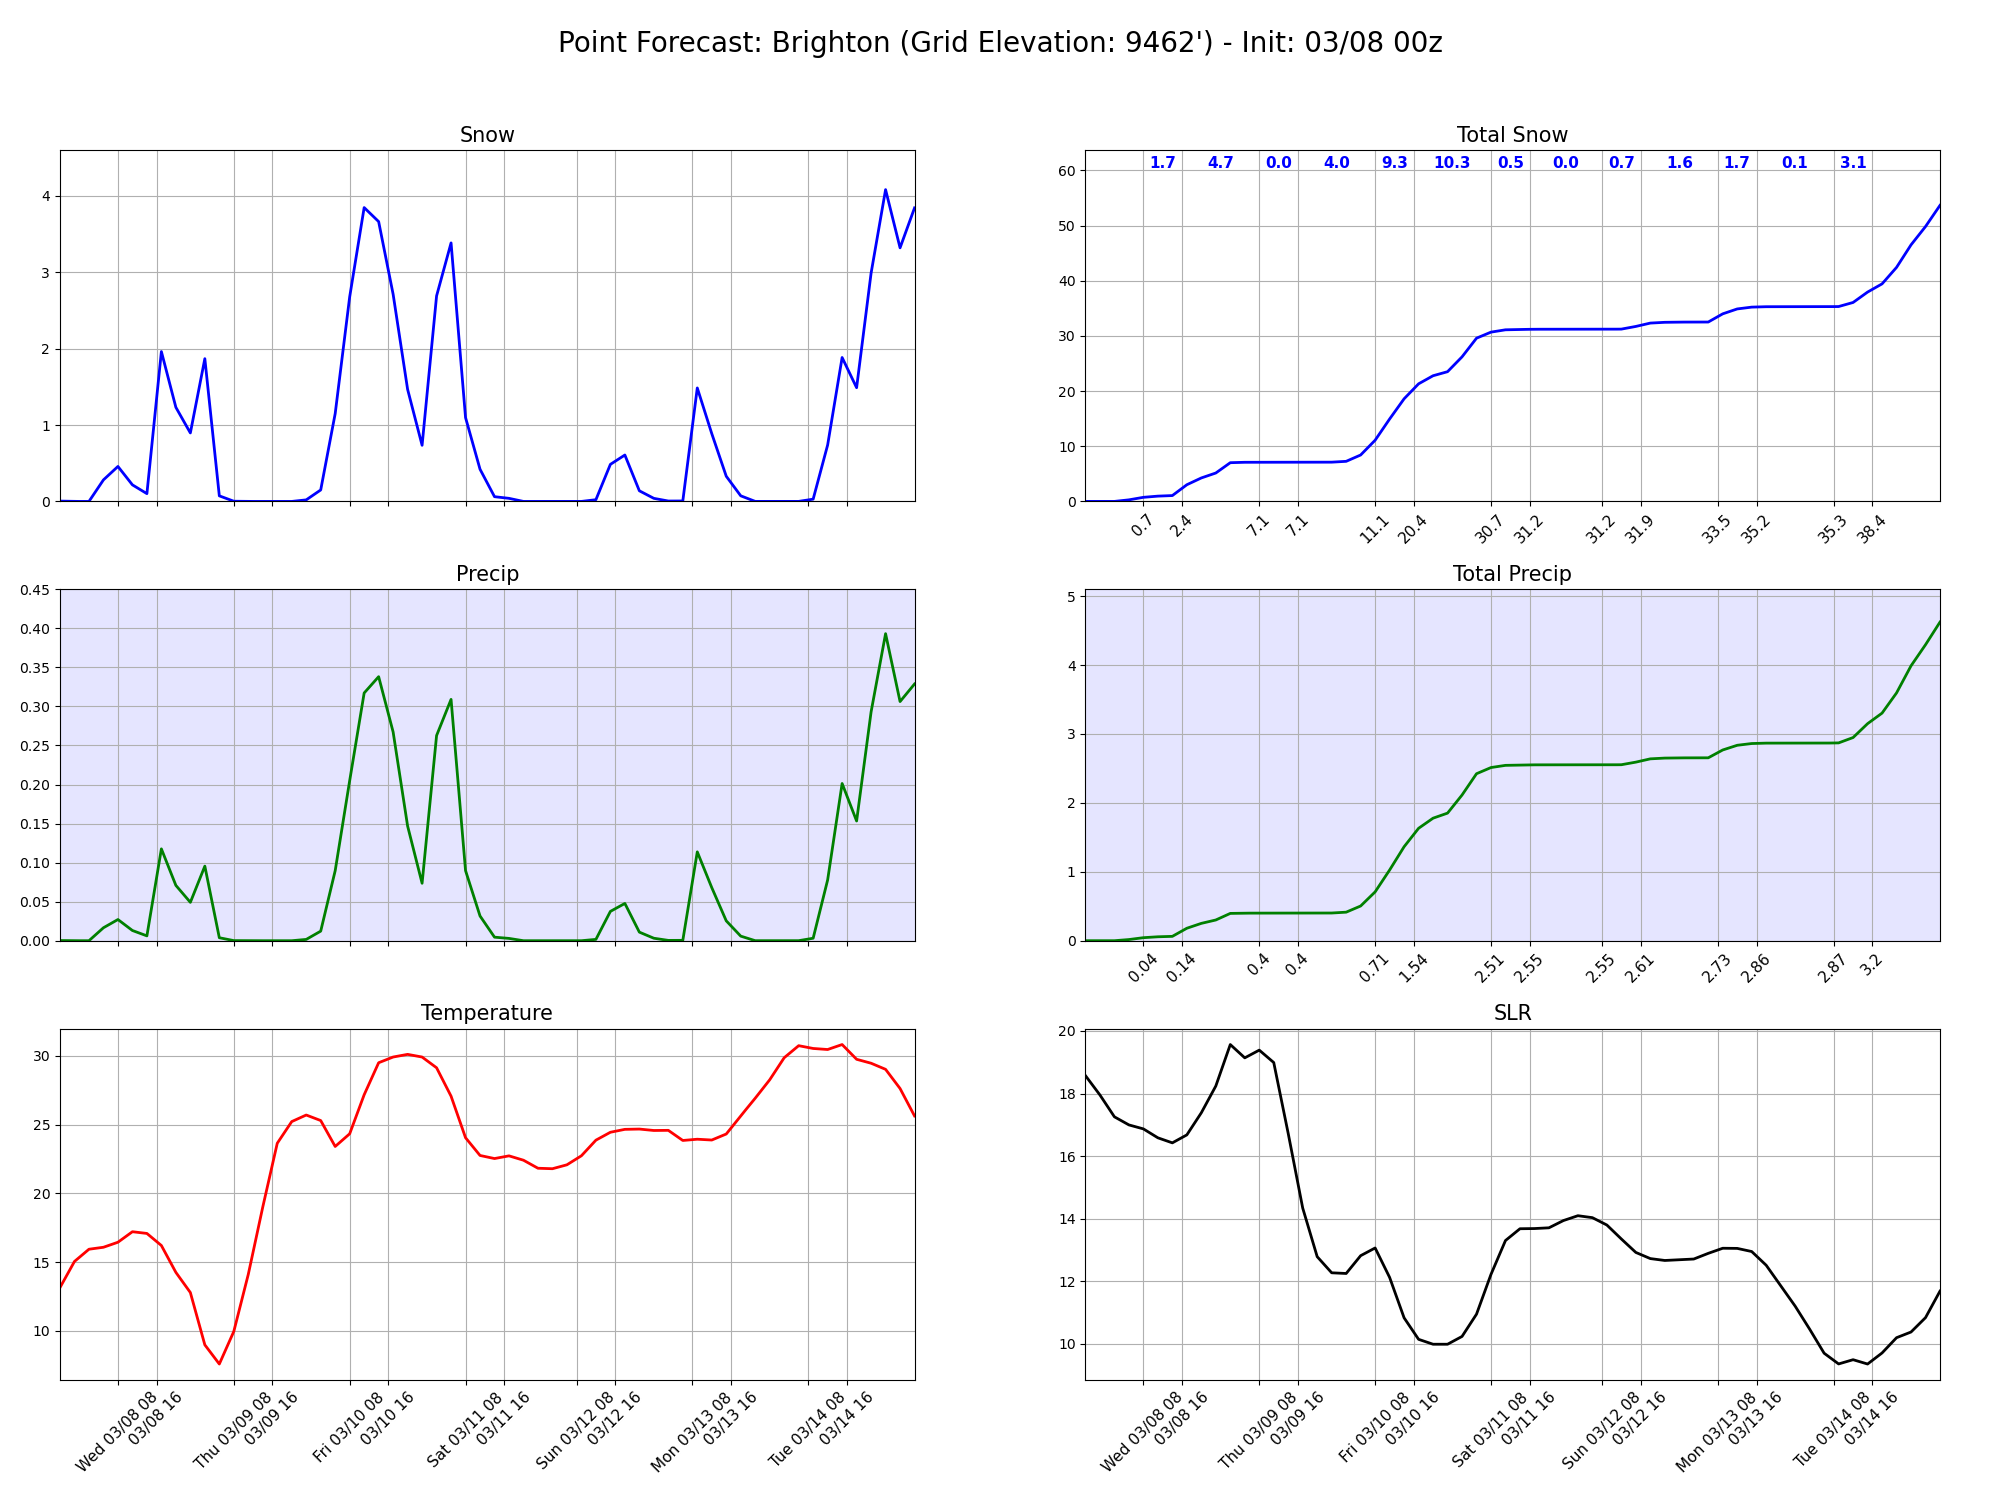 Point Forecast: Brighton (Grid Elevation: 9462') - Init: 03/08 00z
Snow
4
3
2
1
0
Total Snow
1.7 4.7 0.0 4.0 9.3 10.3 0.5 0.0 0.7 1.6 1.7 0.1 3.1
60
50
40
30
20
10
0
0.7 2.4 7.1 7.1 11.1 20.4 30.7 31.2 31.2 31.9 33.5 35.2 35.3 38.4
Precip
0.45
0.40
0.35
0.30
0.25
0.20
0.15
0.10
0.05
0.00
Total Precip
5
4
3
2
1
0
0.04 0.14 0.4 0.4 0.71 1.54 2.51 2.55 2.55 2.61 2.73 2.86 2.87 3.2
Temperature
30
25
20
15
10
Wed 03/08 08
03/08 16
Thu 03/09 08
03/09 16
Fri 03/10 08
03/10 16
Sat 03/11 08
03/11 16
Sun 03/12 08
03/12 16
Mon 03/13 08
03/13 16
Tue 03/14 08
03/14 16
SLR
20
18
16
14
12
10
Wed 03/08 08
03/08 16
Thu 03/09 08
03/09 16
Fri 03/10 08
03/10 16
Sat 03/11 08
03/11 16
Sun 03/12 08
03/12 16
Mon 03/13 08
03/13 16
Tue 03/14 08
03/14 16